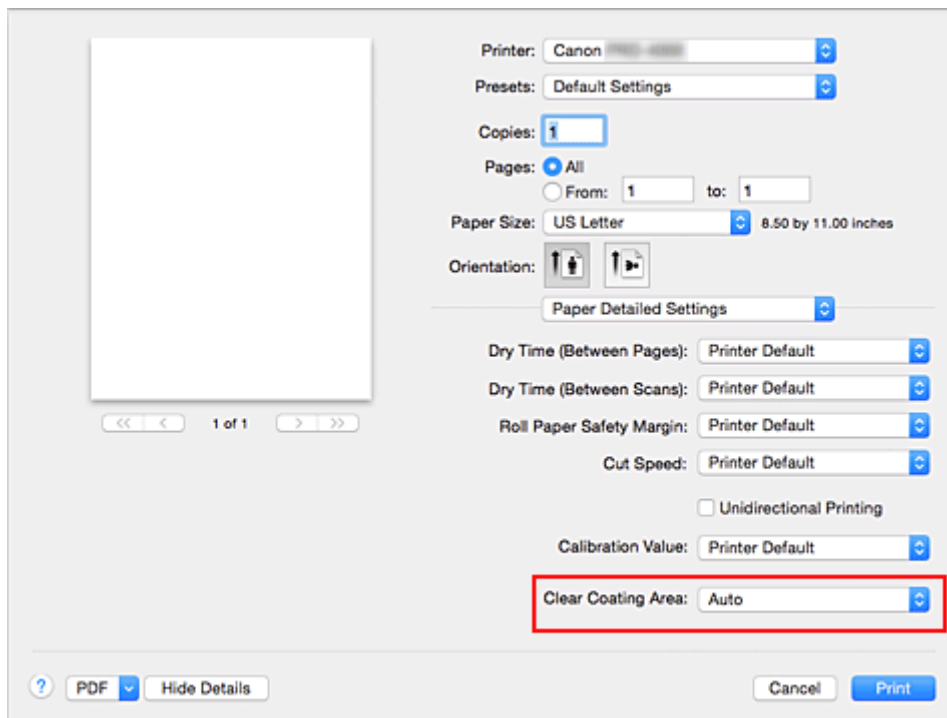 Printer: Canon
Presets: Default Settings
Copies: 1
Pages: All
From: 1 to: 1
Paper Size: US Letter 8.50 by 11.00 inches
Orientation:
Paper Detailed Settings
Dry Time (Between Pages): Printer Default
Dry Time (Between Scans): Printer Default
Roll Paper Safety Margin: Printer Default
Cut Speed: Printer Default
Unidirectional Printing
Calibration Value: Printer Default
Clear Coating Area: Auto
<< < 1 of 1 > >>
? PDF Hide Details Cancel Print